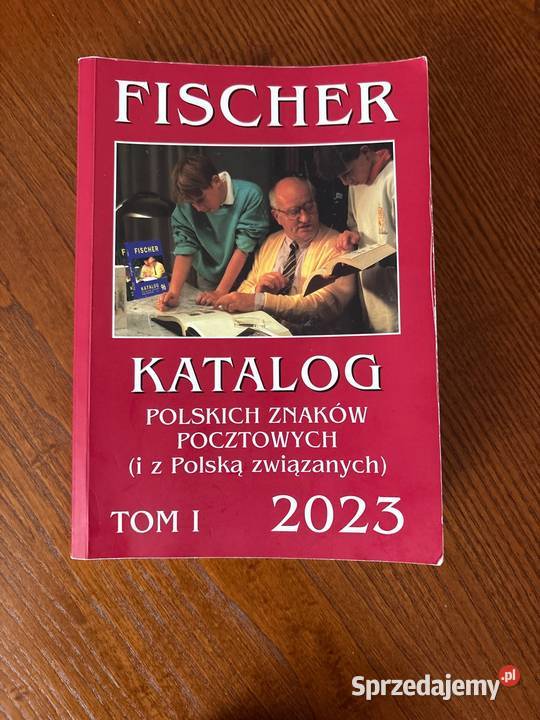 FISCHER
FISCHER
KATALOG
KATALOG
POLSKICH ZNAKÓW
POCZTOWYCH
(i z Polską związanych)
TOM I 2023
Sprzedajemy.pl